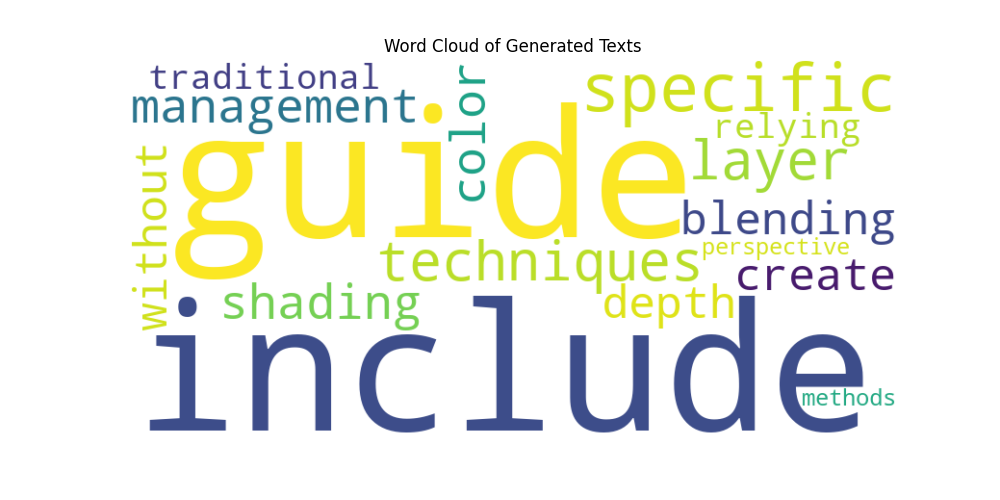 Word Cloud of Generated Texts
traditional
management
color
specific
relying
layer
without
guide
blending
perspective
techniques
create
shading
depth
include
methods